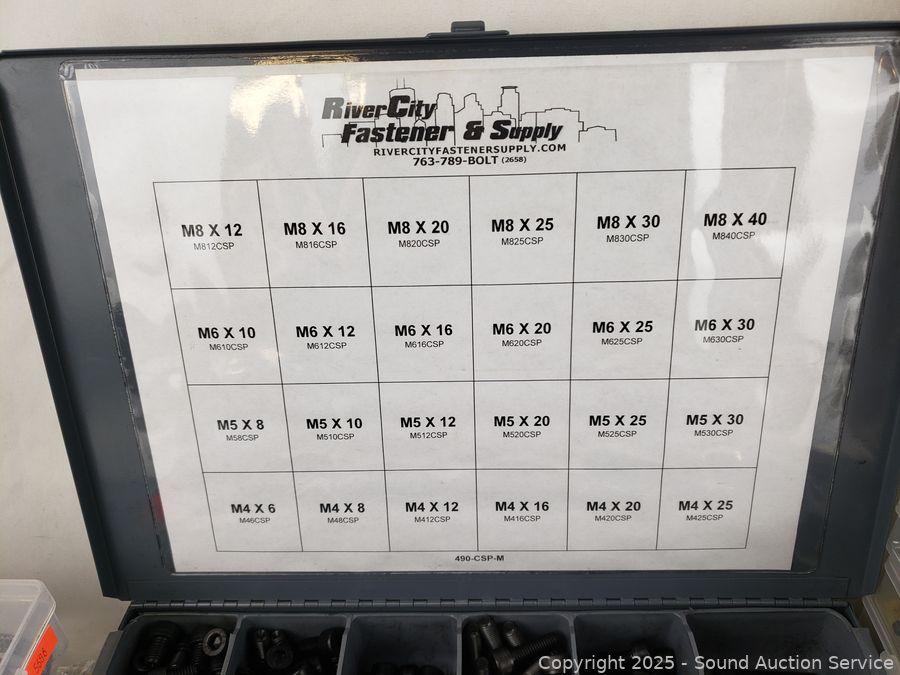 RiverCity
Fastener & Supply
RIVERCITYFASTENERSUPPLY.COM
763-789-BOLT (2658)
M8 X 12 M8 X 16 M8 X 20 M8 X 25 M8 X 30 M8 X 40
M812CSP M816CSP M820CSP M825CSP M830CSP M840CSP
M6 X 10 M6 X 12 M6 X 16 M6 X 20 M6 X 25 M6 X 30
M610CSP M612CSP M616CSP M620CSP M625CSP M630CSP
M5 X 8 M5 X 10 M5 X 12 M5 X 20 M5 X 25 M5 X 30
M58CSP M510CSP M512CSP M520CSP M525CSP M530CSP
M4 X 6 M4 X 8 M4 X 12 M4 X 16 M4 X 20 M4 X 25
M46CSP M48CSP M412CSP M416CSP M420CSP M425CSP
490-CSP-M
Copyright © 2025 - Sound Auction Service